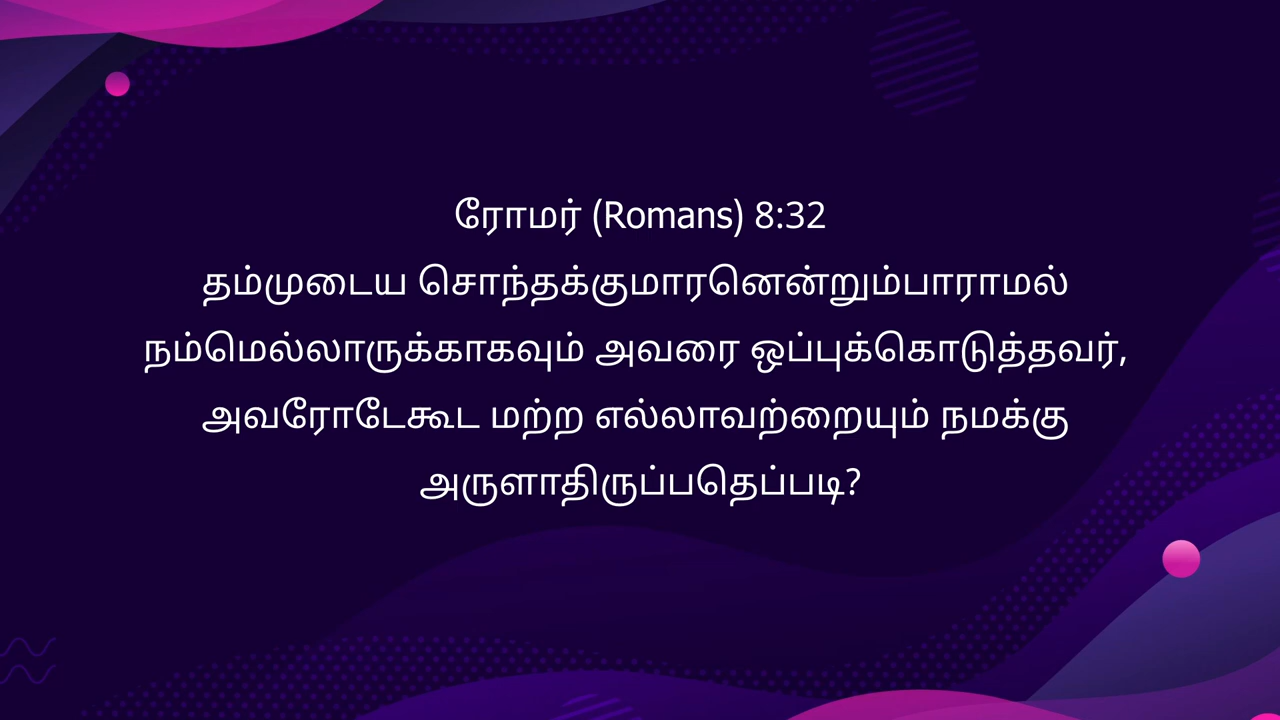 ரோமர் (Romans) 8:32
தம்முடைய சொந்தக்குமாரனென்றும்பாராமல்
நம்மெல்லாருக்காகவும் அவரை ஒப்புக்கொடுத்தவர்,
அவரோடேகூட மற்ற எல்லாவற்றையும் நமக்கு
அருளாதிருப்பதெப்படி?